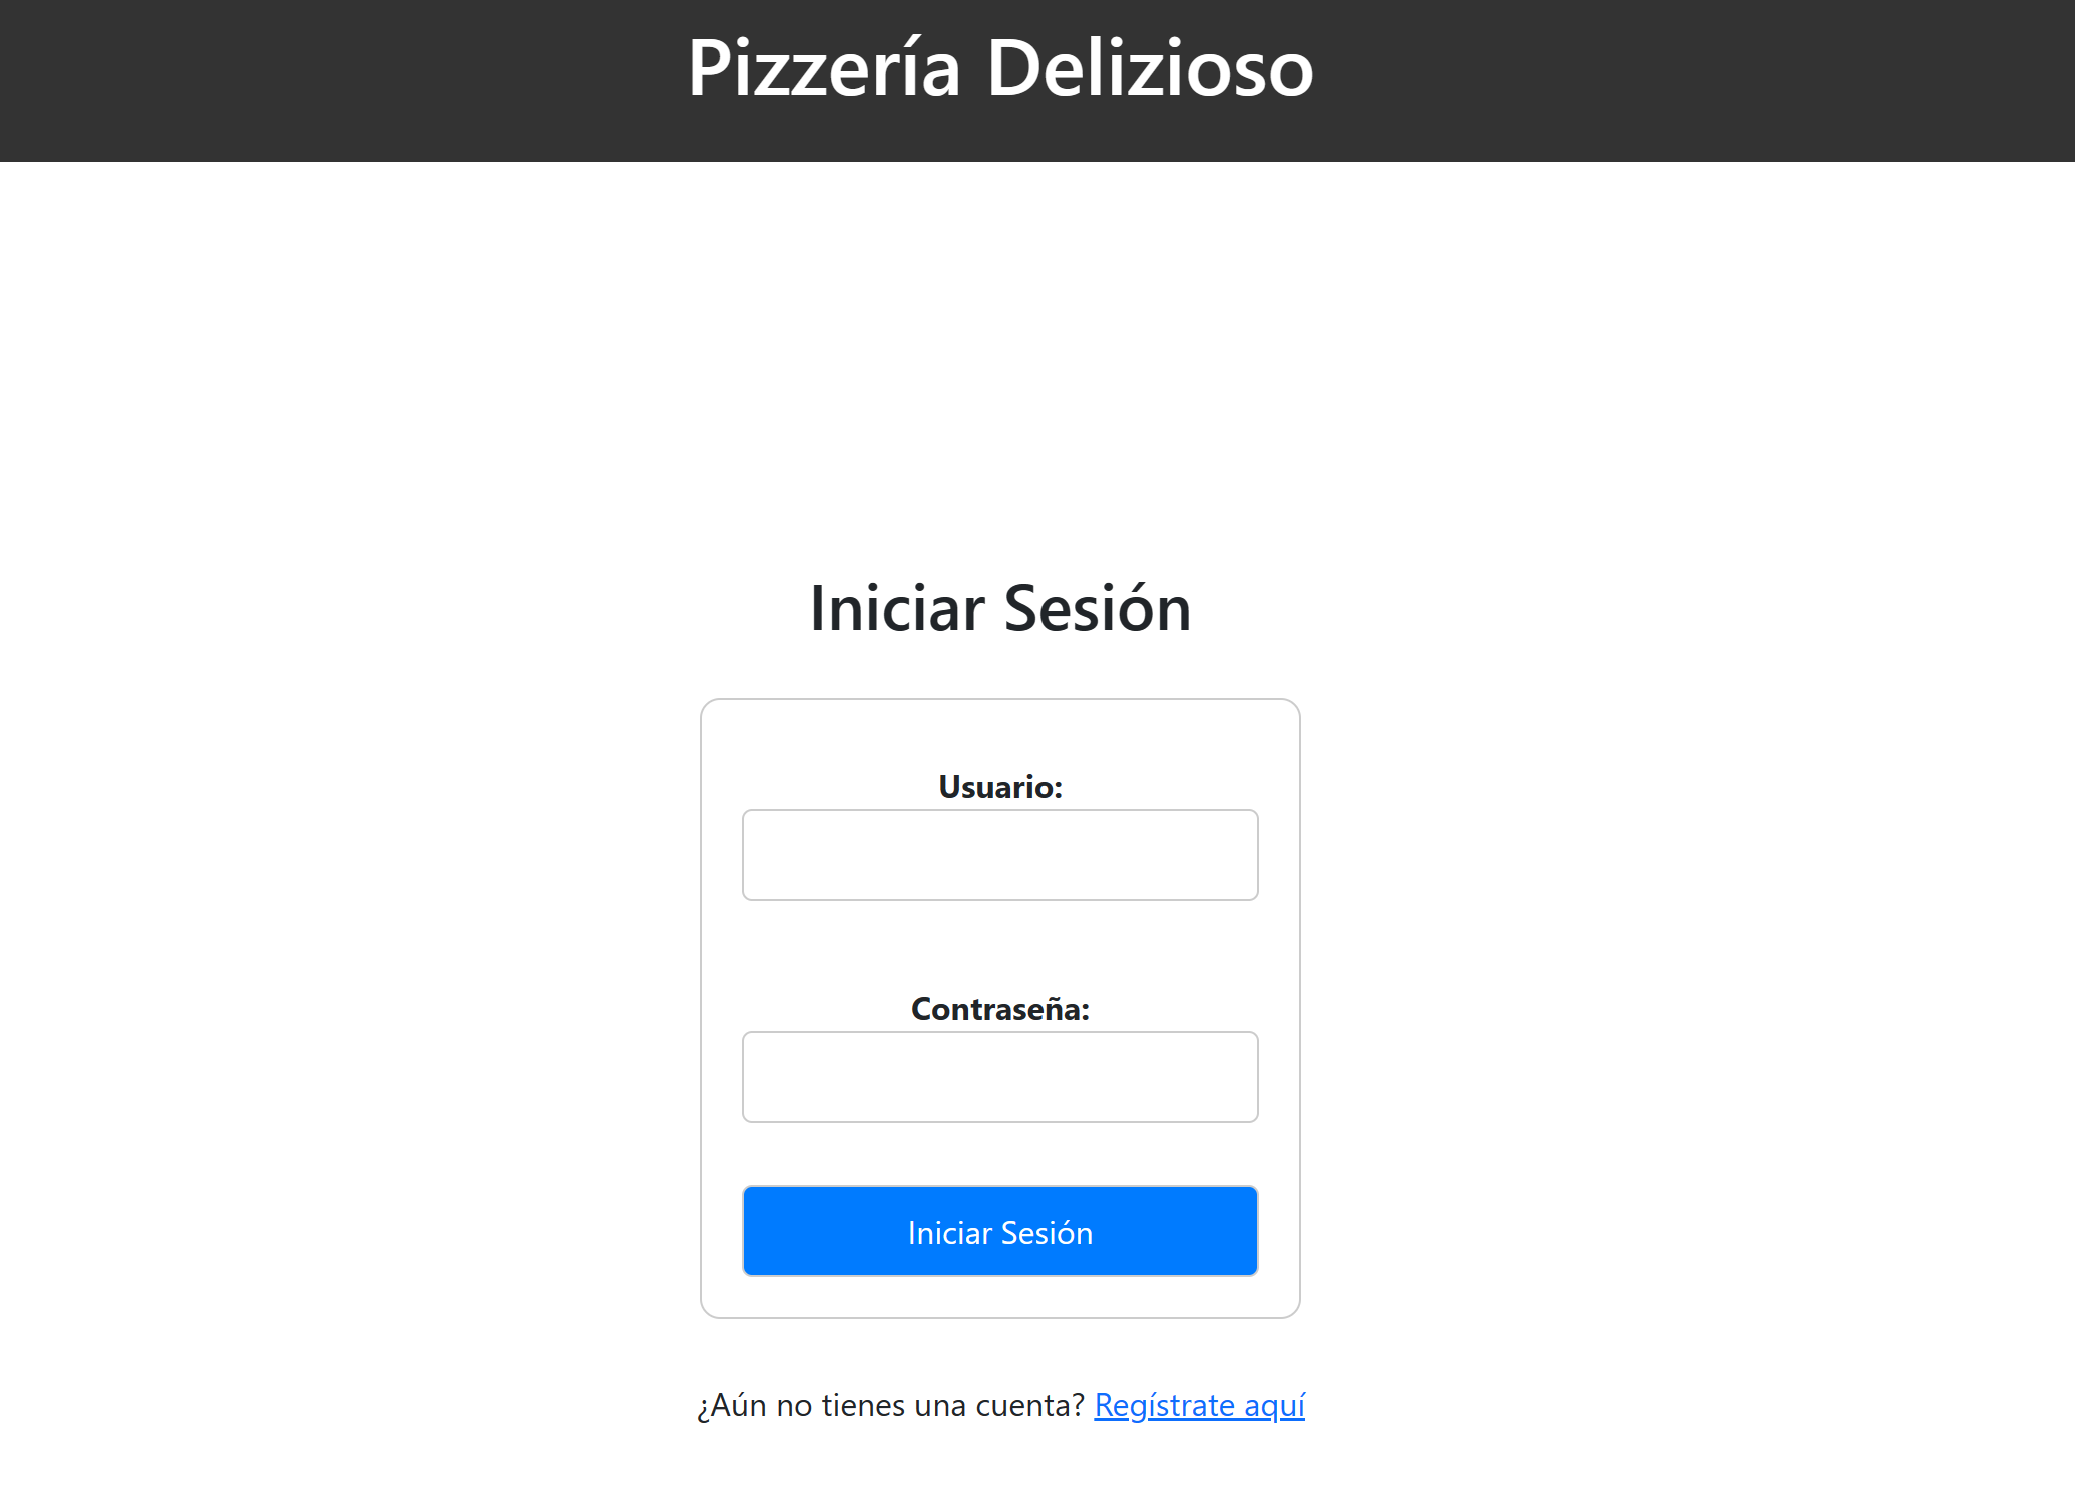 Pizzería Delizioso
Iniciar Sesión
Usuario:
Contraseña:
Iniciar Sesión
¿Aún no tienes una cuenta? Regístrate aquí